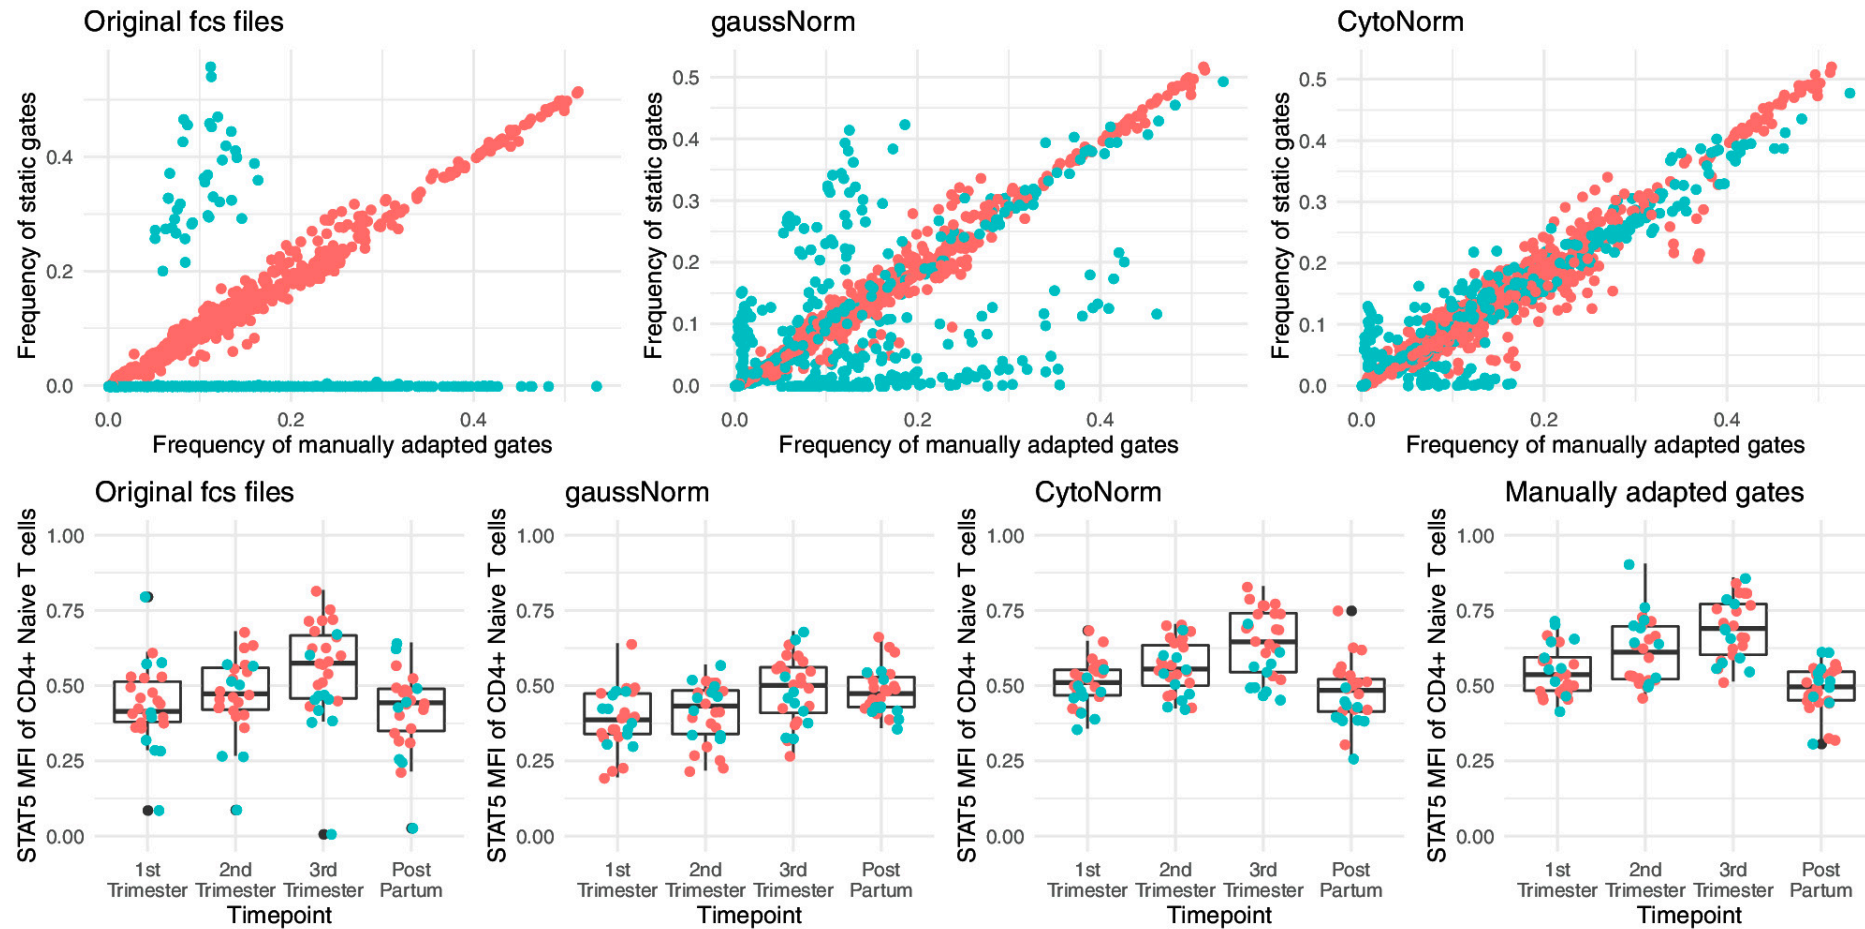 Original fcs files
gaussNorm
CytoNorm
Frequency of static gates
0.4
0.2
0.0
0.0
0.2
0.4
Frequency of manually adapted gates
Frequency of static gates
0.5
0.4
0.3
0.2
0.1
0.0
0.0
0.2
0.4
Frequency of manually adapted gates
Frequency of static gates
0.5
0.4
0.3
0.2
0.1
0.0
0.0
0.2
0.4
Frequency of manually adapted gates
Original fcs files
STAT5 MFI of CD4+ Naive T cells
1.00
0.75
0.50
0.25
0.00
1st
Trimester
2nd
Trimester
3rd
Trimester
Post
Partum
Timepoint
gaussNorm
STAT5 MFI of CD4+ Naive T cells
1.00
0.75
0.50
0.25
0.00
1st
Trimester
2nd
Trimester
3rd
Trimester
Post
Partum
Timepoint
CytoNorm
STAT5 MFI of CD4+ Naive T cells
1.00
0.75
0.50
0.25
0.00
1st
Trimester
2nd
Trimester
3rd
Trimester
Post
Partum
Timepoint
Manually adapted gates
STAT5 MFI of CD4+ Naive T cells
1.00
0.75
0.50
0.25
0.00
1st
Trimester
2nd
Trimester
3rd
Trimester
Post
Partum
Timepoint